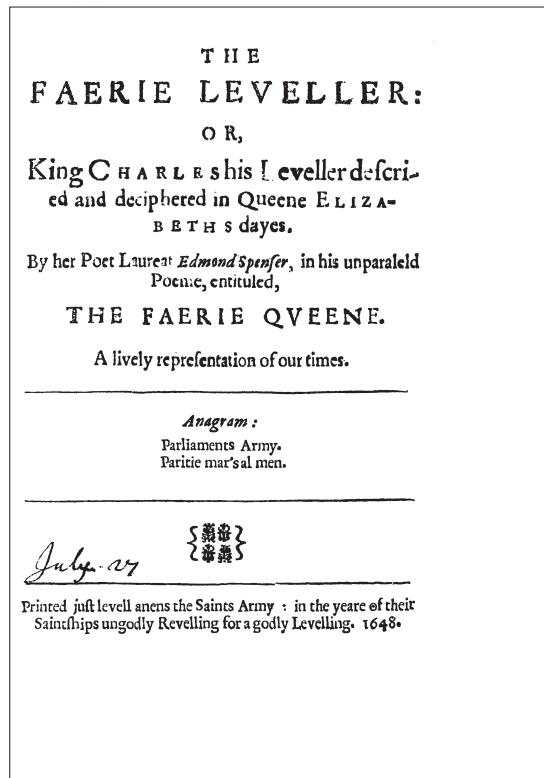 THE
FAERIE LEVELLER:
OR,
King CHARLES his Leveller deſcri-
ed and deciphered in Queene ELIZA-
BETHS dayes.
By her Poet Laureat Edmond Spenſer, in his unparaleld
Poeme, entituled,
THE FAERIE QVEENE.
A lively repreſentation of our times.
Anagram:
Parliaments Army.
Paritie mar's al men.
July. 27
Printed juſt levell anens the Saints Army : in the yeare of their
Saintſhips ungodly Revelling for a godly Levelling. 1648.